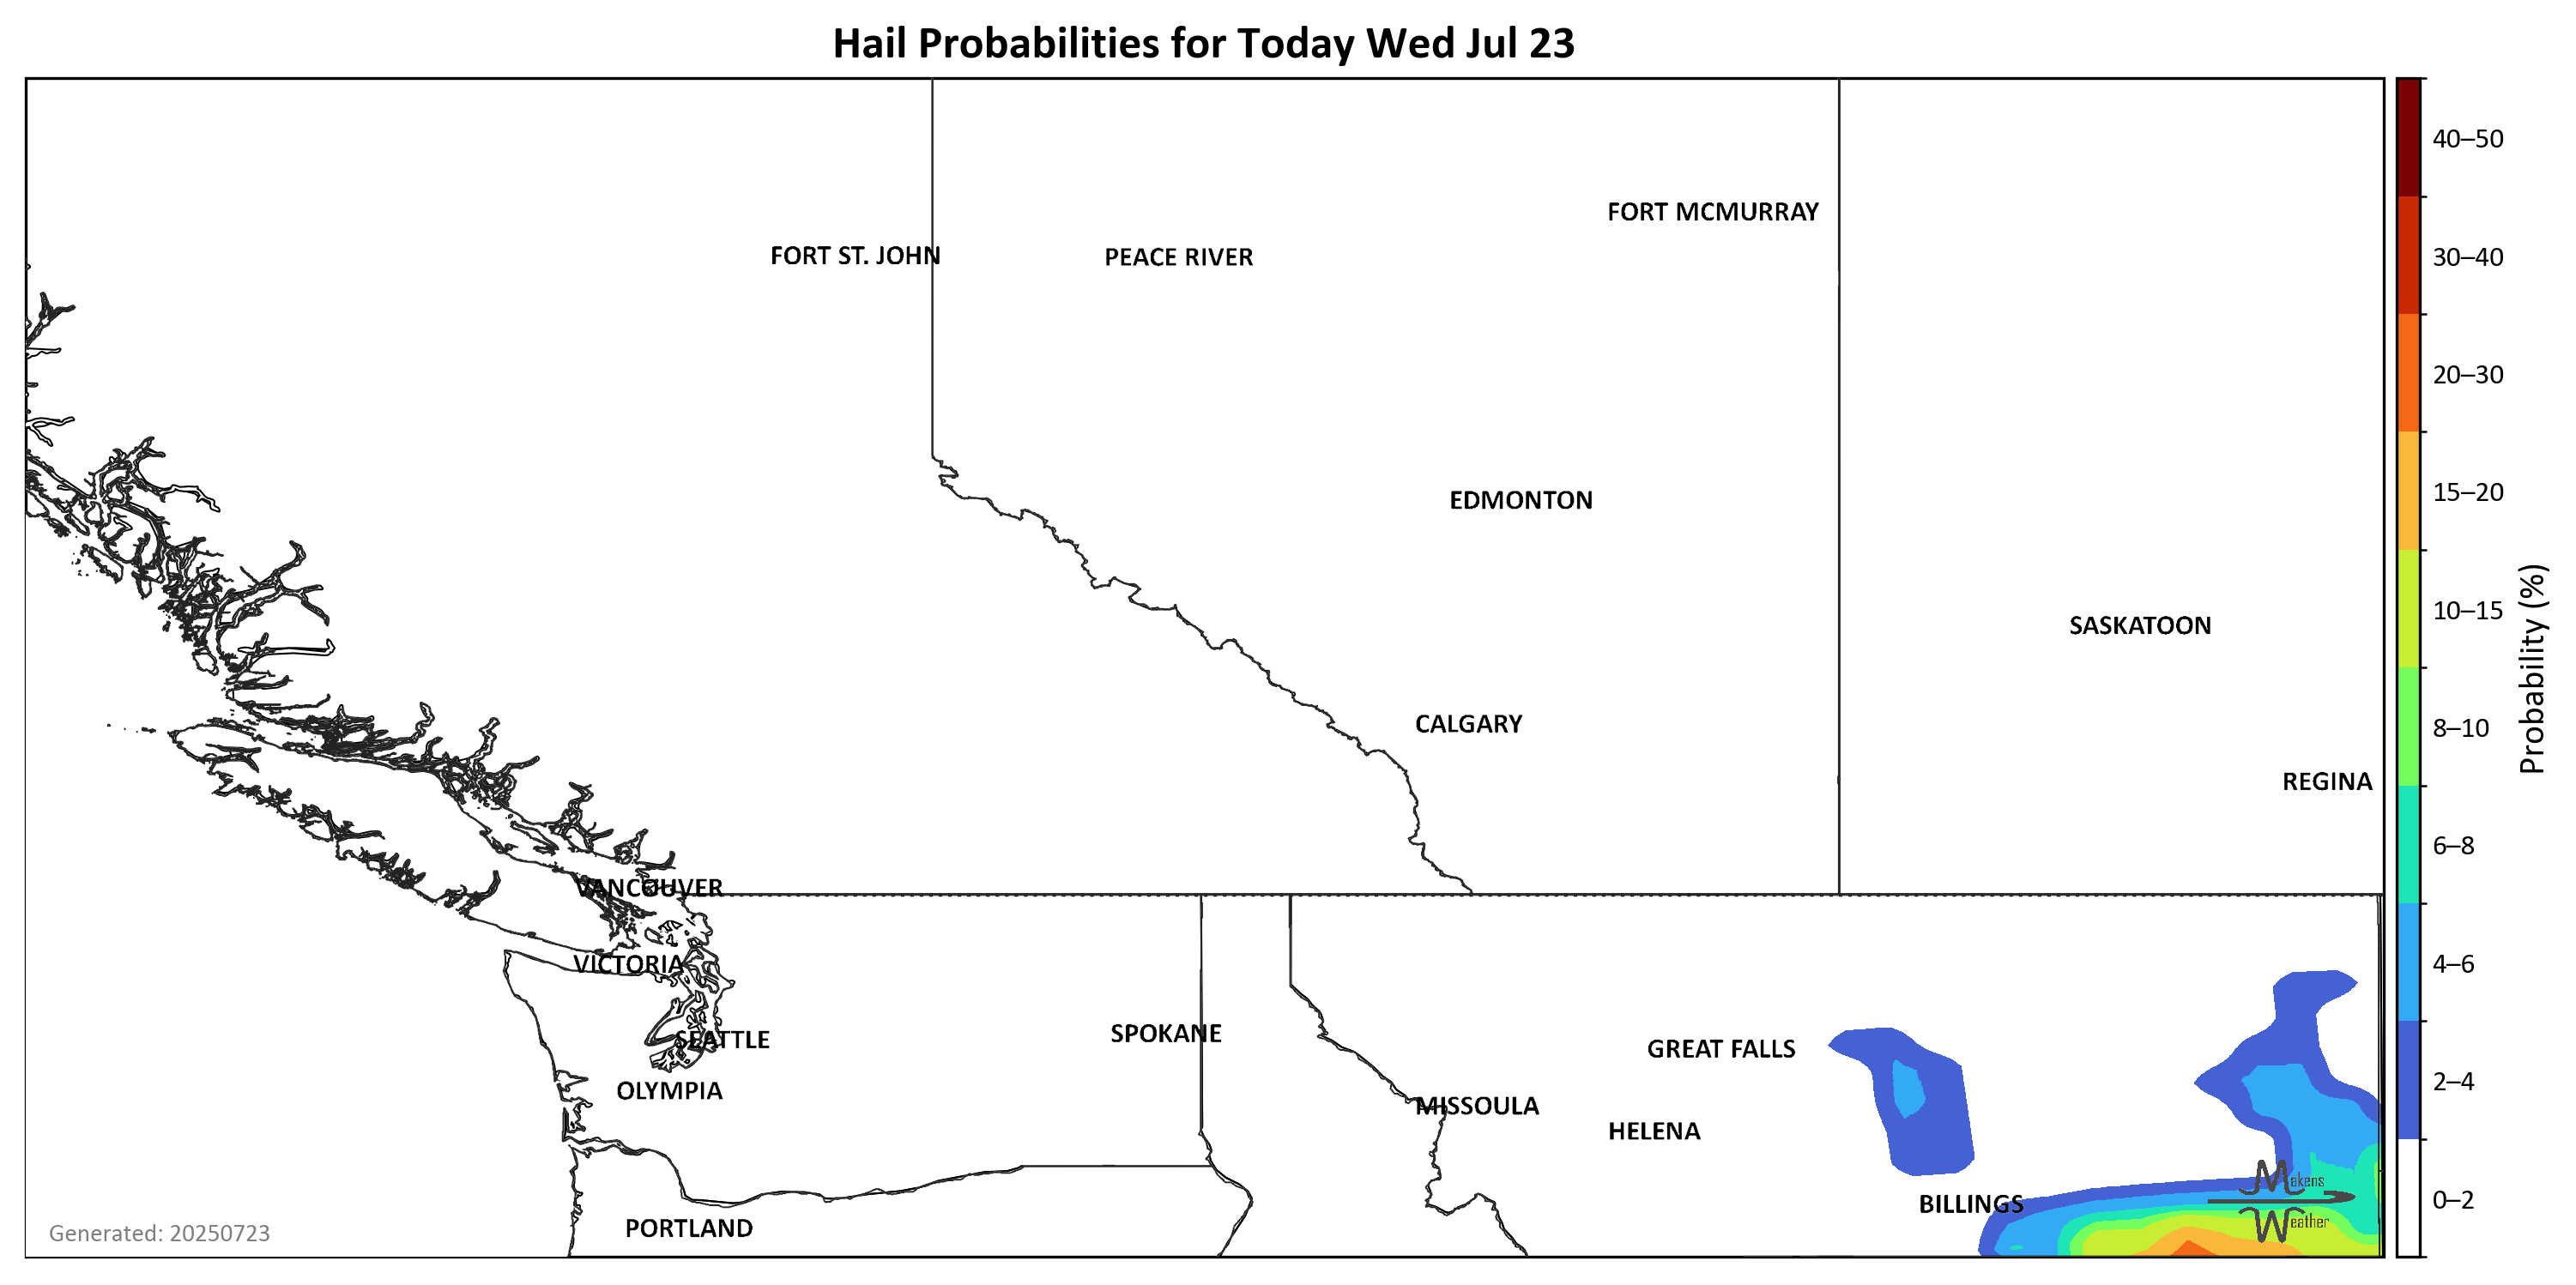 Hail Probabilities for Today Wed Jul 23
FORT MCMURRAY
FORT ST. JOHN
PEACE RIVER
EDMONTON
SASKATOON
CALGARY
REGINA
VANCOUVER
VICTORIA
SPOKANE
SEATTLE
GREAT FALLS
OLYMPIA
MISSOULA
HELENA
BILLINGS
PORTLAND
Makens
Weather
Generated: 20250723
40–50
30–40
20–30
15–20
10–15
8–10
6–8
4–6
2–4
0–2
Probability (%)